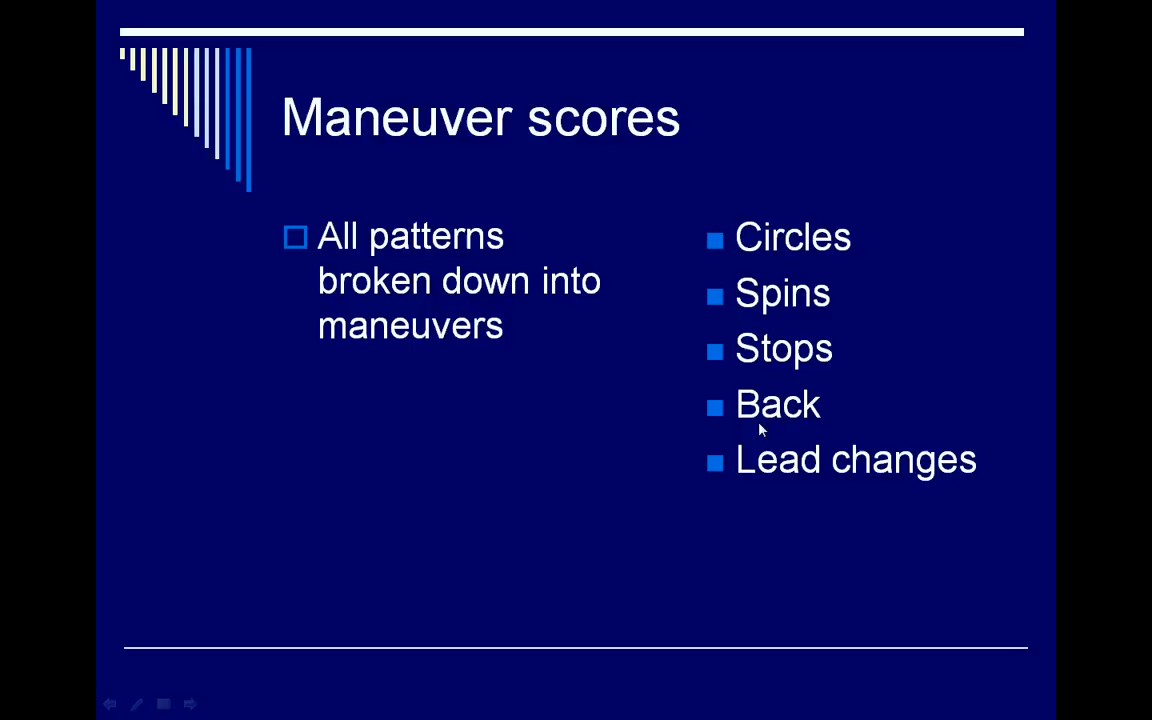 Maneuver scores
All patterns
broken down into
maneuvers
Circles
Spins
Stops
Back
Lead changes